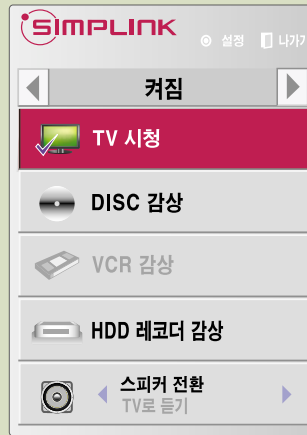 SIMPLINK
설정 나가기
켜짐
TV 시청
DISC 감상
VCR 감상
HDD 레코더 감상
스피커 전환
TV로 듣기